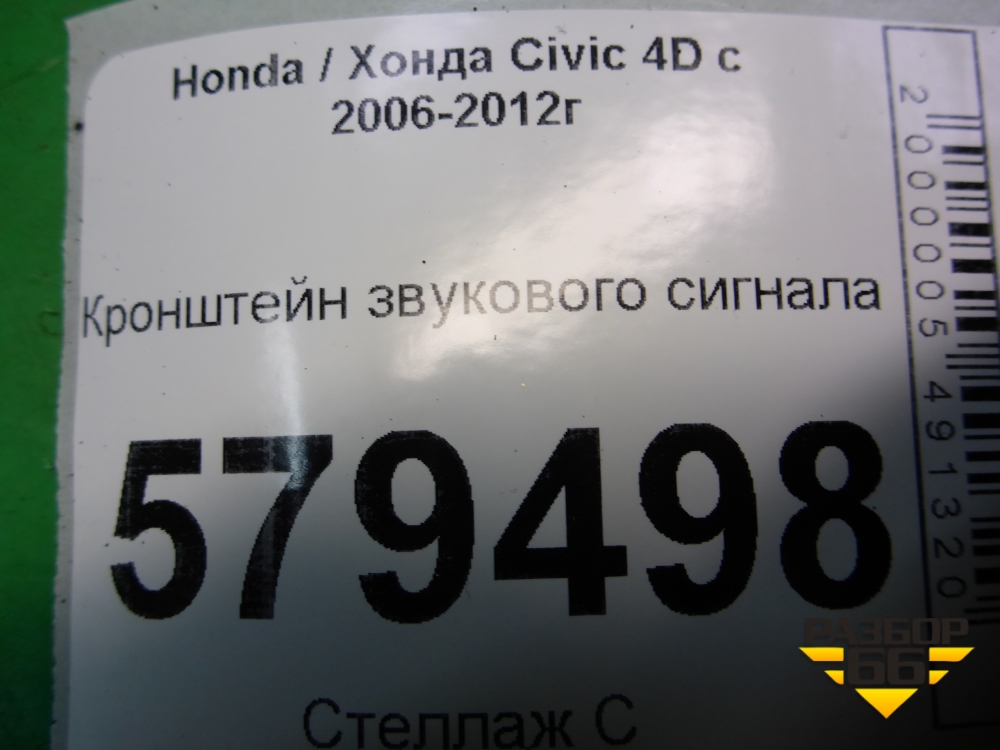 Honda / Хонда Civic 4D с
2006-2012г
Кронштейн звукового сигнала
579498
Стеллаж С
2000005491320
РАЗБОР
66